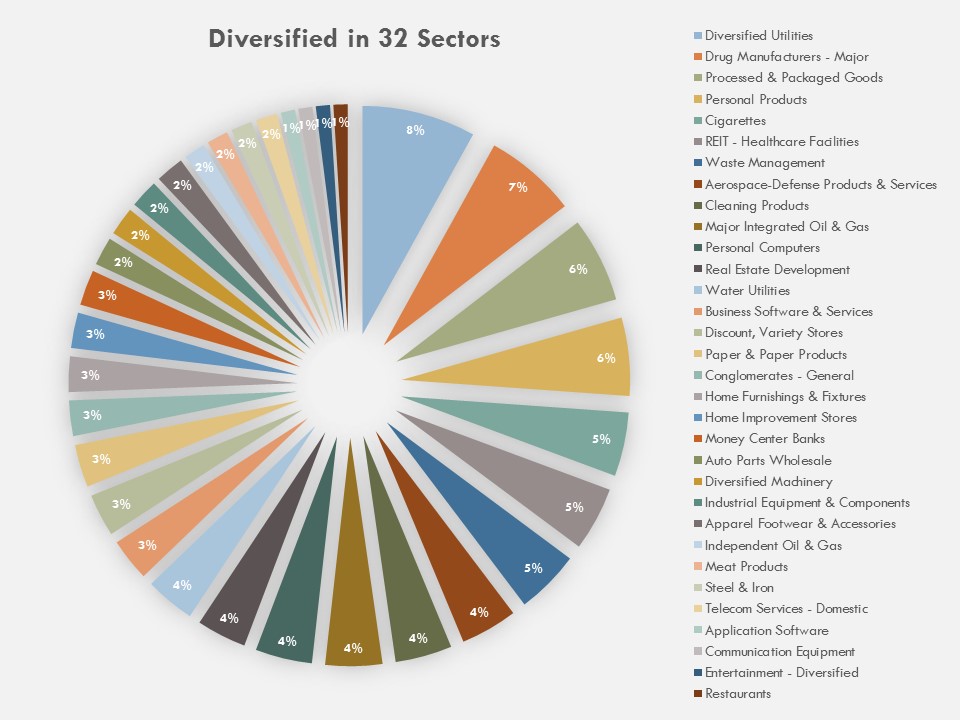 Diversified in 32 Sectors
8%
7%
6%
6%
5%
5%
5%
4%
4%
4%
4%
4%
4%
3%
3%
3%
3%
3%
3%
3%
2%
2%
2%
2%
2%
2%
2%
2%
1%
1%
1%
1%
Diversified Utilities
Drug Manufacturers - Major
Processed & Packaged Goods
Personal Products
Cigarettes
REIT - Healthcare Facilities
Waste Management
Aerospace-Defense Products & Services
Cleaning Products
Major Integrated Oil & Gas
Personal Computers
Real Estate Development
Water Utilities
Business Software & Services
Discount, Variety Stores
Paper & Paper Products
Conglomerates - General
Home Furnishings & Fixtures
Home Improvement Stores
Money Center Banks
Auto Parts Wholesale
Diversified Machinery
Industrial Equipment & Components
Apparel Footwear & Accessories
Independent Oil & Gas
Meat Products
Steel & Iron
Telecom Services - Domestic
Application Software
Communication Equipment
Entertainment - Diversified
Restaurants